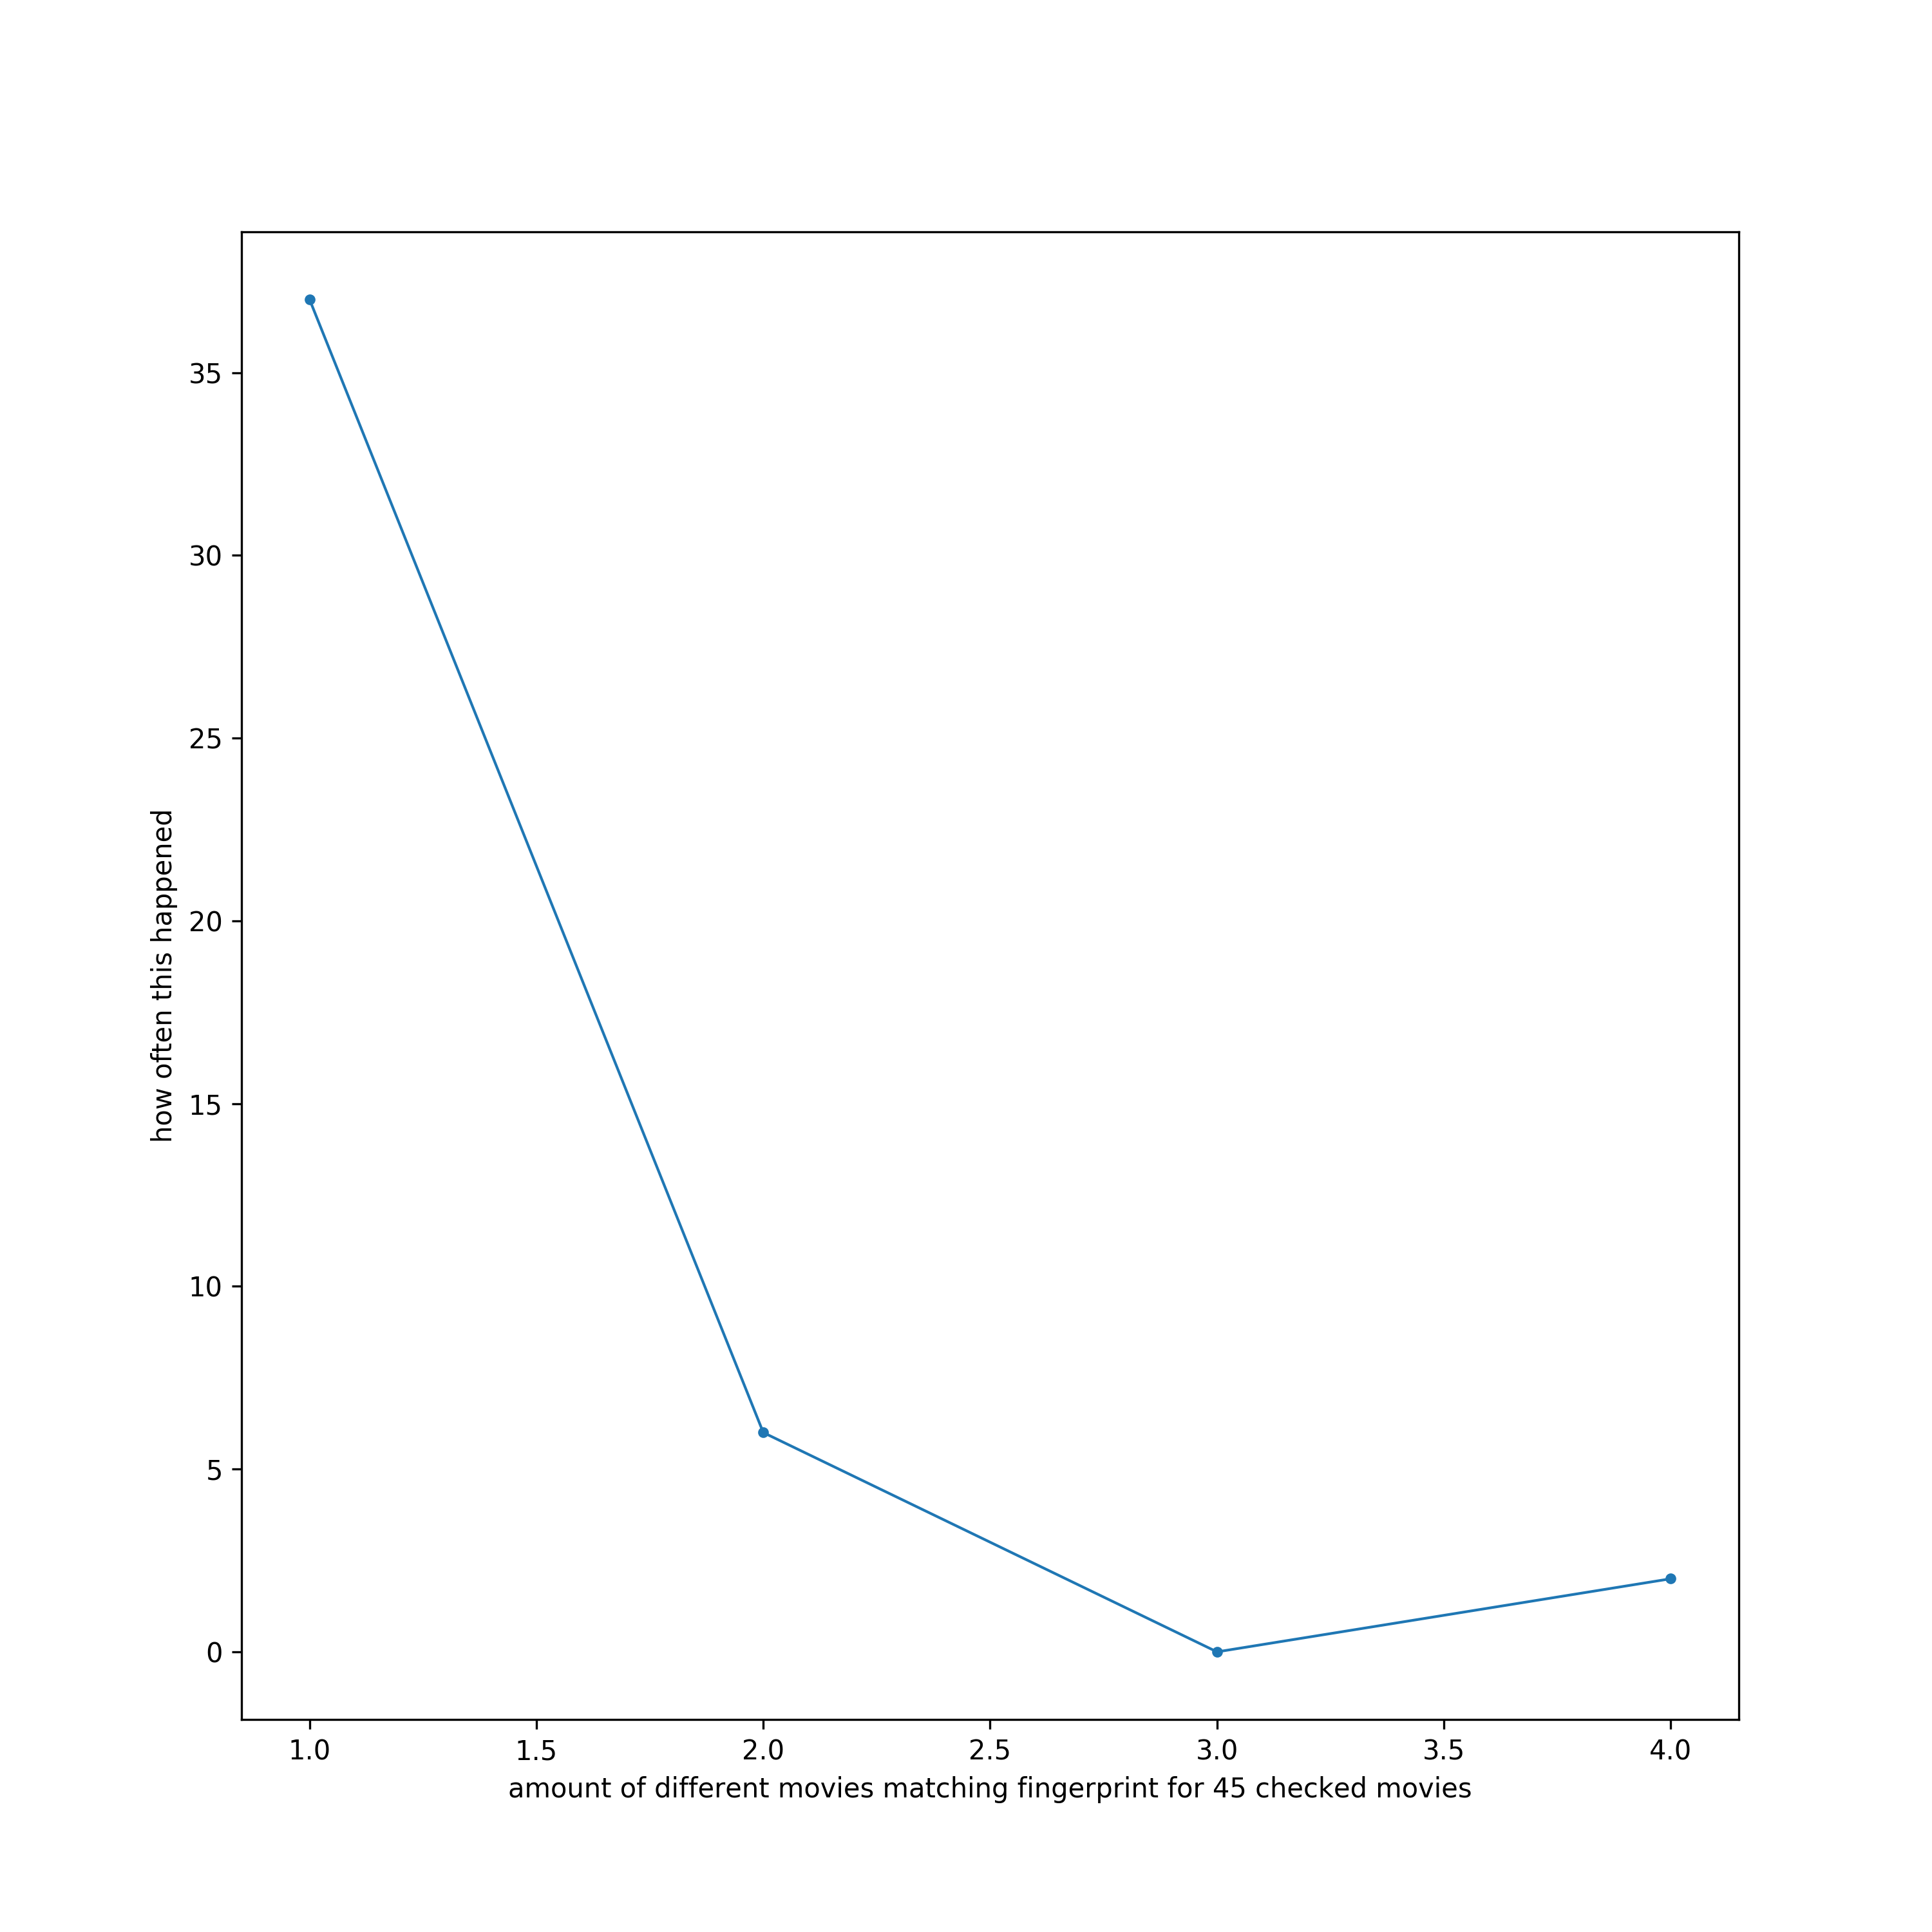 35
30
25
20
15
10
5
0
how often this happened
1.0 1.5 2.0 2.5 3.0 3.5 4.0
amount of different movies matching fingerprint for 45 checked movies